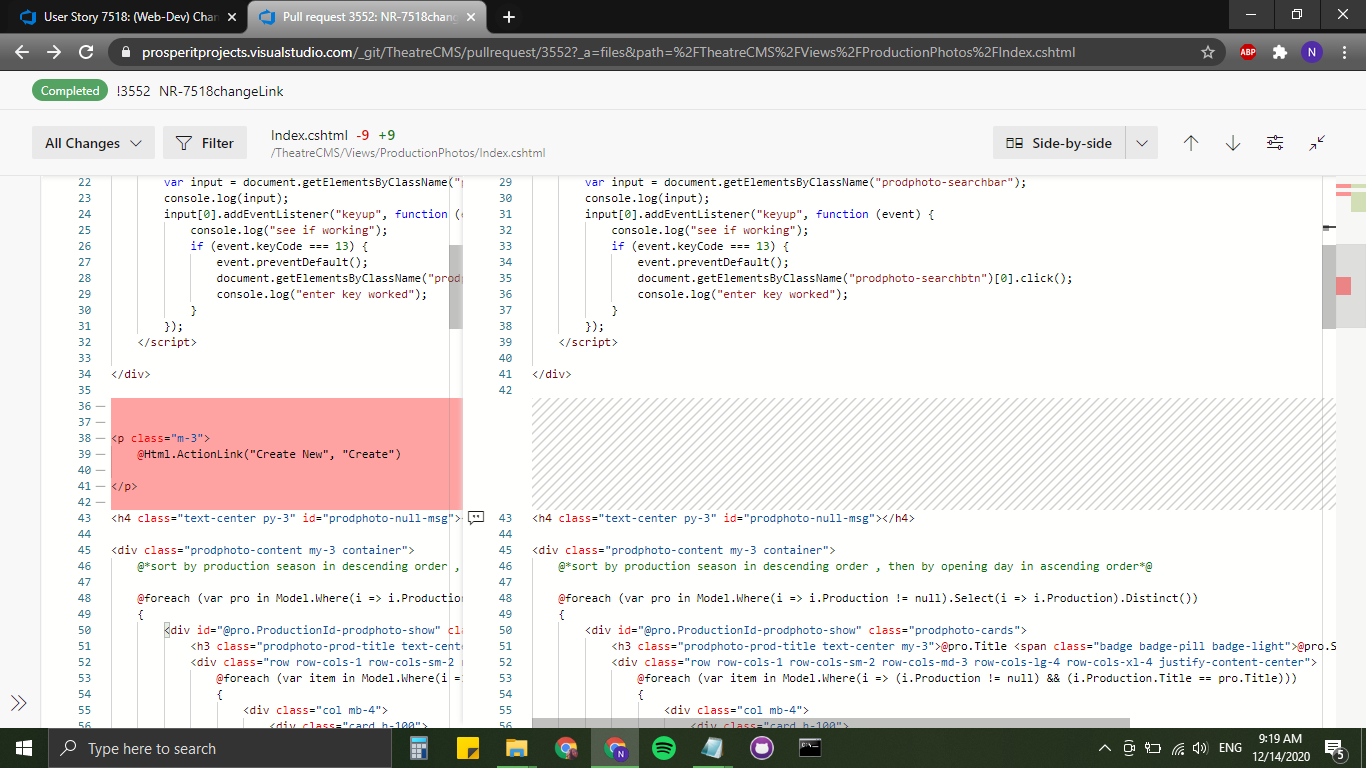 User Story 7518: (Web-Dev) Chan
Pull request 3552: NR-7518chang
prosperitprojects.visualstudio.com/_git/TheatreCMS/pullrequest/3552?_a=files&path=%2FTheatreCMS%2FViews%2FProductionPhotos%2FIndex.cshtml
ABP
N
Completed !3552 NR-7518changeLink
All Changes
Filter
Index.cshtml -9 +9
/TheatreCMS/Views/ProductionPhotos/Index.cshtml
Side-by-side
22 var input = document.getElementsByClassName("p
23 console.log(input);
24 input[0].addEventListener("keyup", function (e
25 console.log("see if working");
26 if (event.keyCode === 13) {
27 event.preventDefault();
28 document.getElementsByClassName("prod
29 console.log("enter key worked");
30 }
31 });
32 </script>
33
34 </div>
35
36 —
37 —
38 — <p class="m-3">
39 — @Html.ActionLink("Create New", "Create")
40 —
41 — </p>
42 —
43 <h4 class="text-center py-3" id="prodphoto-null-msg">
44
45 <div class="prodphoto-content my-3 container">
46 @*sort by production season in descending order ,
47
48 @foreach (var pro in Model.Where(i => i.Production
49 {
50 <div id="@pro.ProductionId-prodphoto-show" cla
51 <h3 class="prodphoto-prod-title text-cente
52 <div class="row row-cols-1 row-cols-sm-2 r
53 @foreach (var item in Model.Where(i =
54 {
55 <div class="col mb-4">
56 <div class="card h-100">
29 var input = document.getElementsByClassName("prodphoto-searchbar");
30 console.log(input);
31 input[0].addEventListener("keyup", function (event) {
32 console.log("see if working");
33 if (event.keyCode === 13) {
34 event.preventDefault();
35 document.getElementsByClassName("prodphoto-searchbtn")[0].click();
36 console.log("enter key worked");
37 }
38 });
39 </script>
40
41 </div>
42
43 <h4 class="text-center py-3" id="prodphoto-null-msg"></h4>
44
45 <div class="prodphoto-content my-3 container">
46 @*sort by production season in descending order , then by opening day in ascending order*@
47
48 @foreach (var pro in Model.Where(i => i.Production != null).Select(i => i.Production).Distinct())
49 {
50 <div id="@pro.ProductionId-prodphoto-show" class="prodphoto-cards">
51 <h3 class="prodphoto-prod-title text-center my-3">@pro.Title <span class="badge badge-pill badge-light">@pro.S
52 <div class="row row-cols-1 row-cols-sm-2 row-cols-md-3 row-cols-lg-4 row-cols-xl-4 justify-content-center">
53 @foreach (var item in Model.Where(i => (i.Production != null) && (i.Production.Title == pro.Title)))
54 {
55 <div class="col mb-4">
56 <div class="card h-100">
Type here to search
N
ENG
9:19 AM
12/14/2020
5